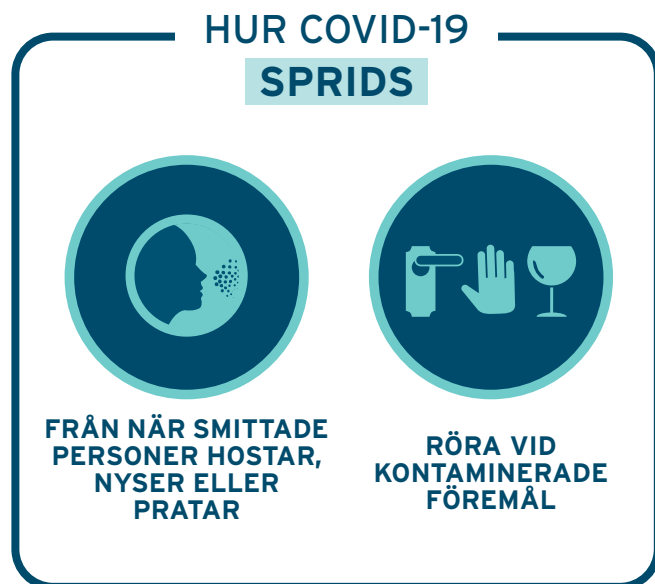 HUR COVID-19
SPRIDS
FRÅN NÄR SMITTADE
PERSONER HOSTAR,
NYSER ELLER
PRATAR
RÖRA VID
KONTAMINERADE
FÖREMÅL